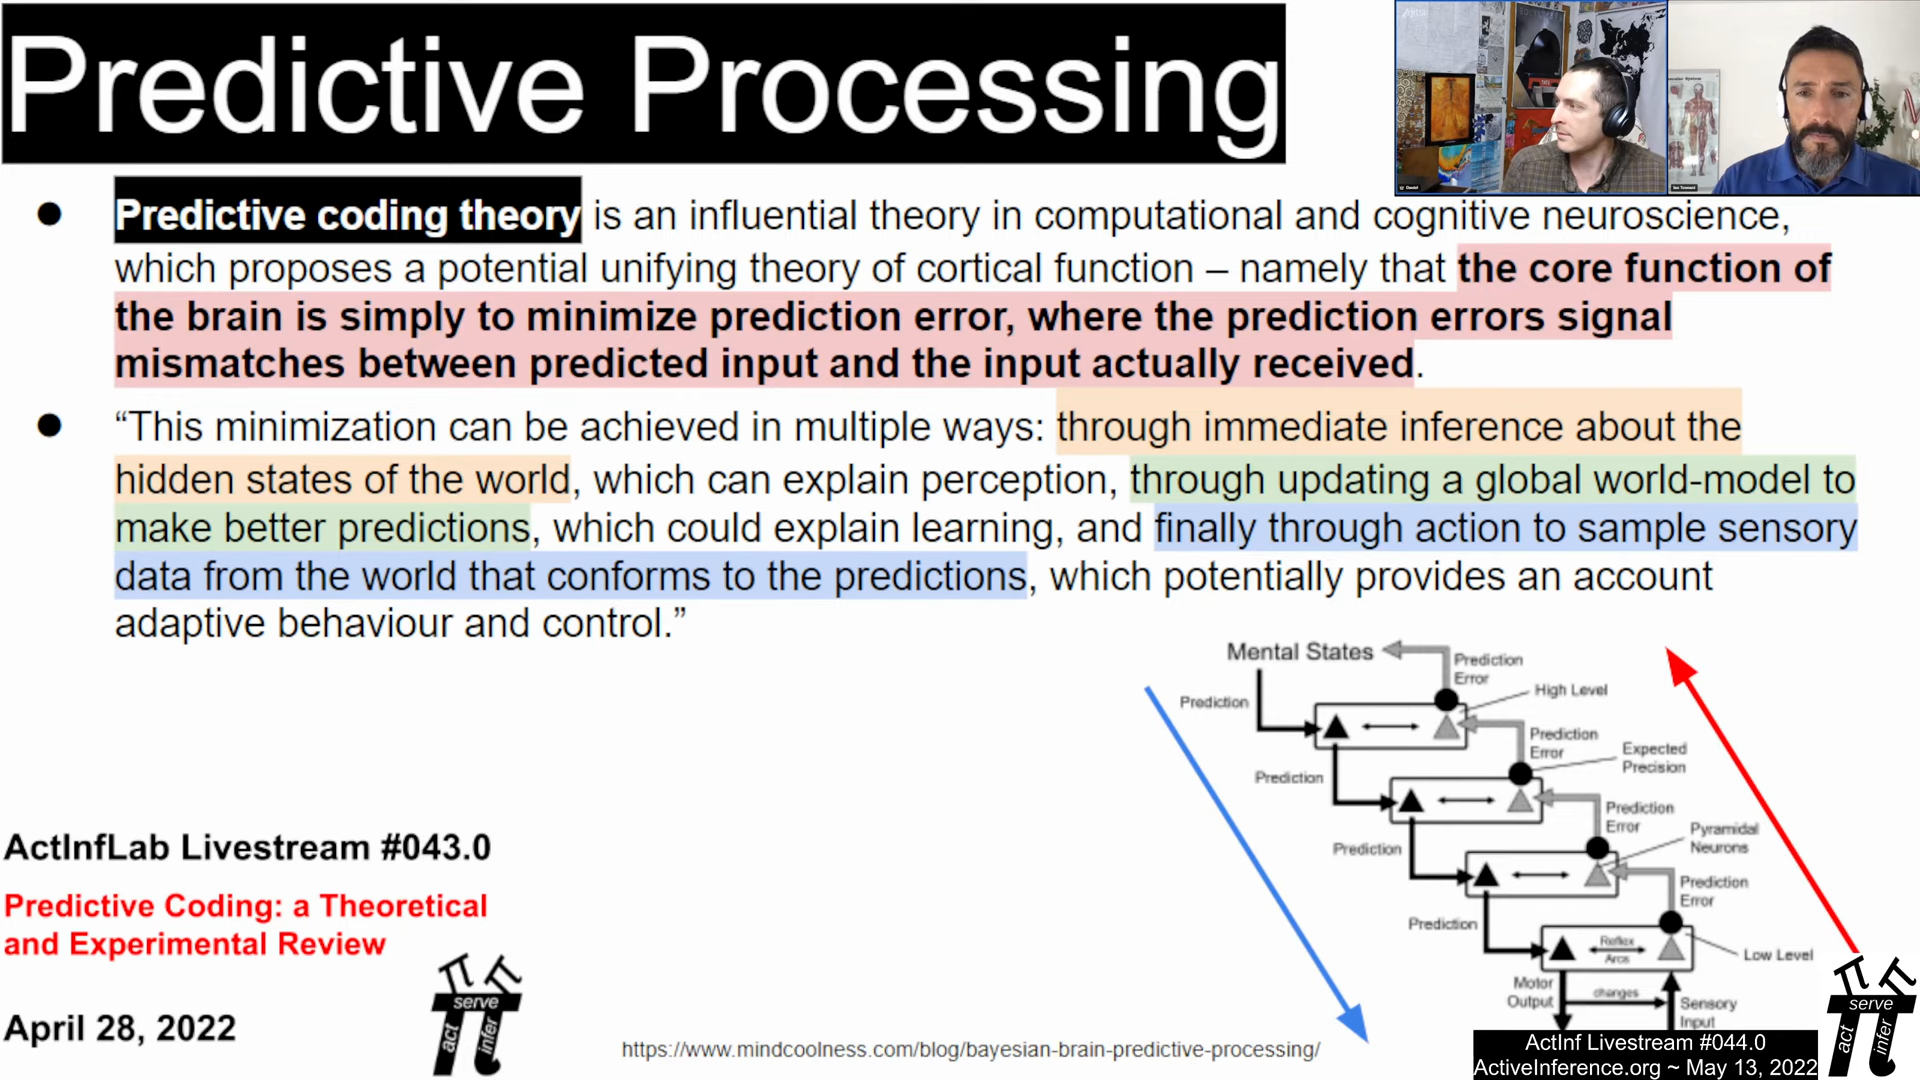 Predictive Processing
Predictive coding theory is an influential theory in computational and cognitive neuroscience,
which proposes a potential unifying theory of cortical function – namely that the core function of
the brain is simply to minimize prediction error, where the prediction errors signal
mismatches between predicted input and the input actually received.
“This minimization can be achieved in multiple ways: through immediate inference about the
hidden states of the world, which can explain perception, through updating a global world-model to
make better predictions, which could explain learning, and finally through action to sample sensory
data from the world that conforms to the predictions, which potentially provides an account
adaptive behaviour and control.”
Mental States
Prediction
Error
Prediction
High Level
Prediction
Error
Prediction
Expected
Precision
Prediction
Error
Prediction
Pyramidal
Neurons
Prediction
Error
Prediction
Reflex
Arcs
Low Level
Motor
Output
changes
Sensory
Input
ActInfLab Livestream #043.0
Predictive Coding: a Theoretical
and Experimental Review
April 28, 2022
serve
act
infer
https://www.mindcoolness.com/blog/bayesian-brain-predictive-processing/
serve
act
infer
ActInf Livestream #044.0
ActiveInference.org ~ May 13, 2022